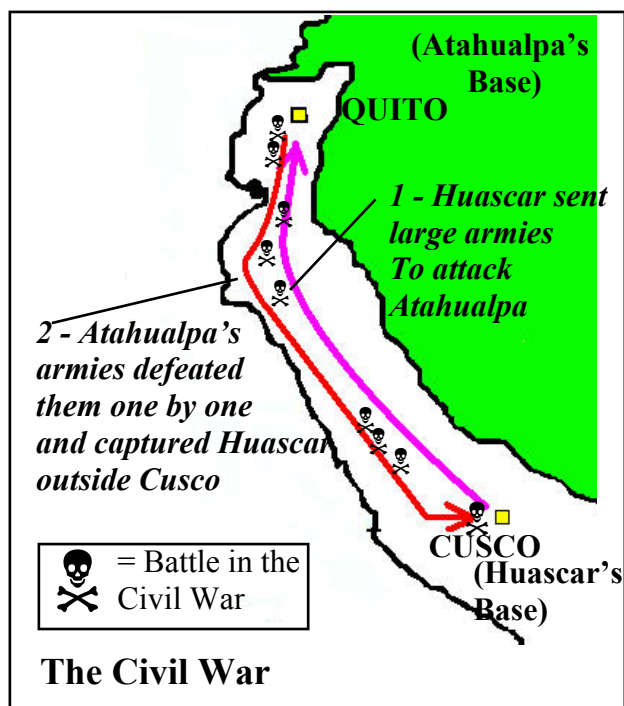 (Atahualpa's
Base)
QUITO
1 - Huascar sent
large armies
To attack
Atahualpa
2 - Atahualpa's
armies defeated
them one by one
and captured Huascar
outside Cusco
CUSCO
(Huascar's
Base)
= Battle in the
Civil War
The Civil War